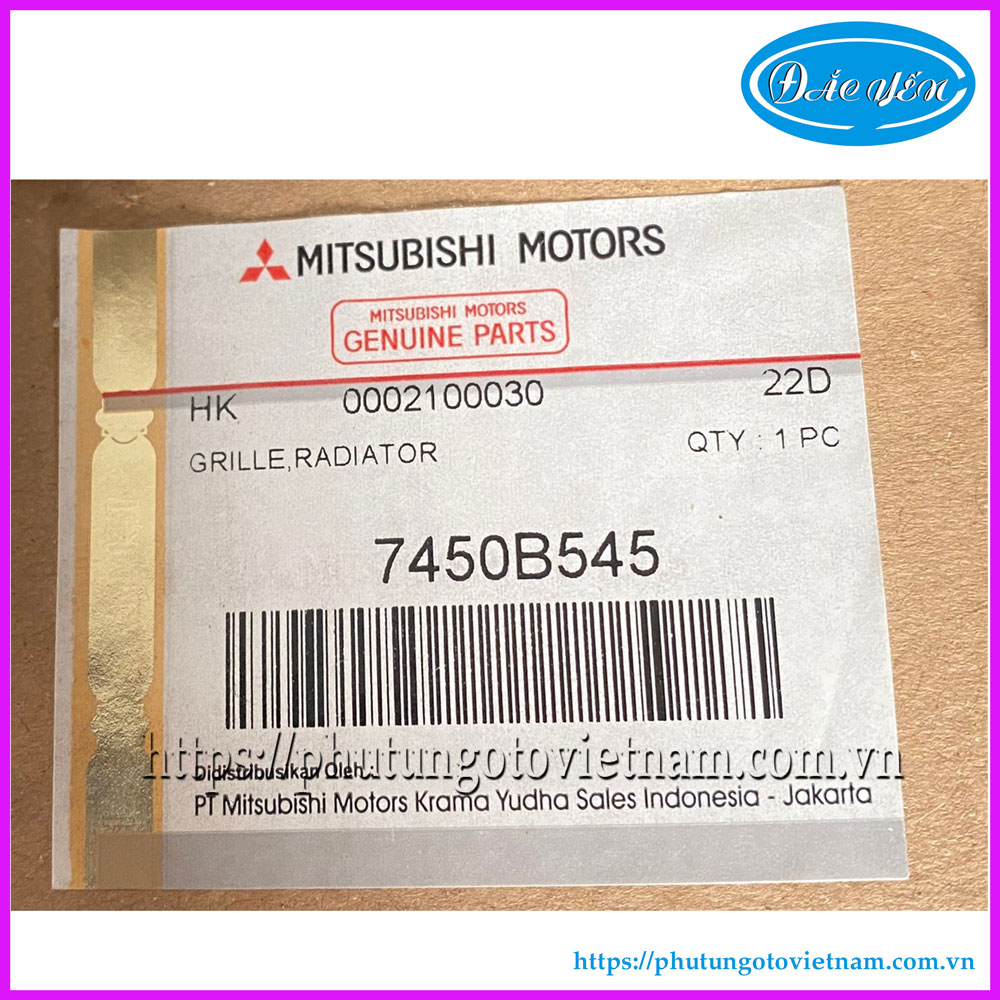 ĐẮC YẾN
MITSUBISHI MOTORS
MITSUBISHI MOTORS
GENUINE PARTS
HK 0002100030 22D
GRILLE,RADIATOR QTY : 1 PC
7450B545
https://phutungotovietnam.com.vn
Didistribusikan Oleh :
PT Mitsubishi Motors Krama Yudha Sales Indonesia - Jakarta
https://phutungotovietnam.com.vn